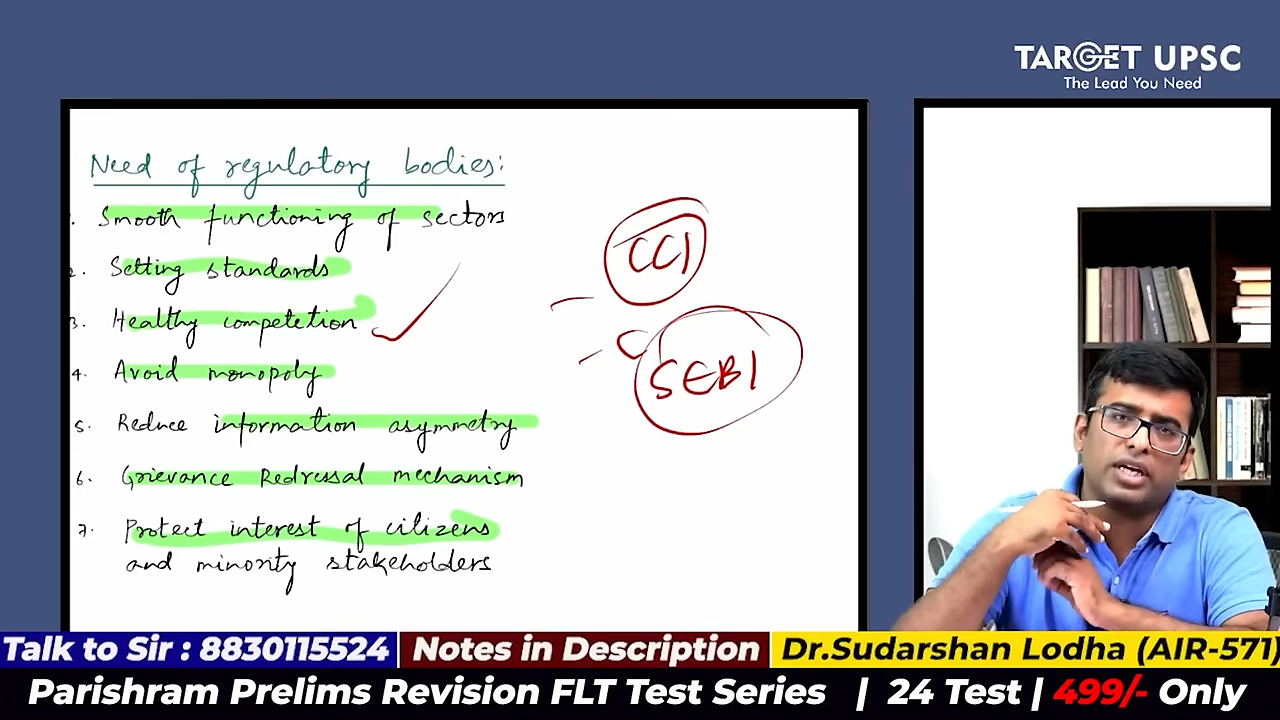 TARGET UPSC
The Lead You Need
Need of regulatory bodies:
1. Smooth functioning of sectors
2. Setting standards
3. Healthy competetion
4. Avoid monopoly
5. Reduce information asymmetry
6. Grievance Redressal mechanism
7. Protect interest of citizens
and minority stakeholders
CCI
SEBI
Talk to Sir : 8830115524
Notes in Description
Dr.Sudarshan Lodha (AIR-571)
Parishram Prelims Revision FLT Test Series | 24 Test | 499/- Only